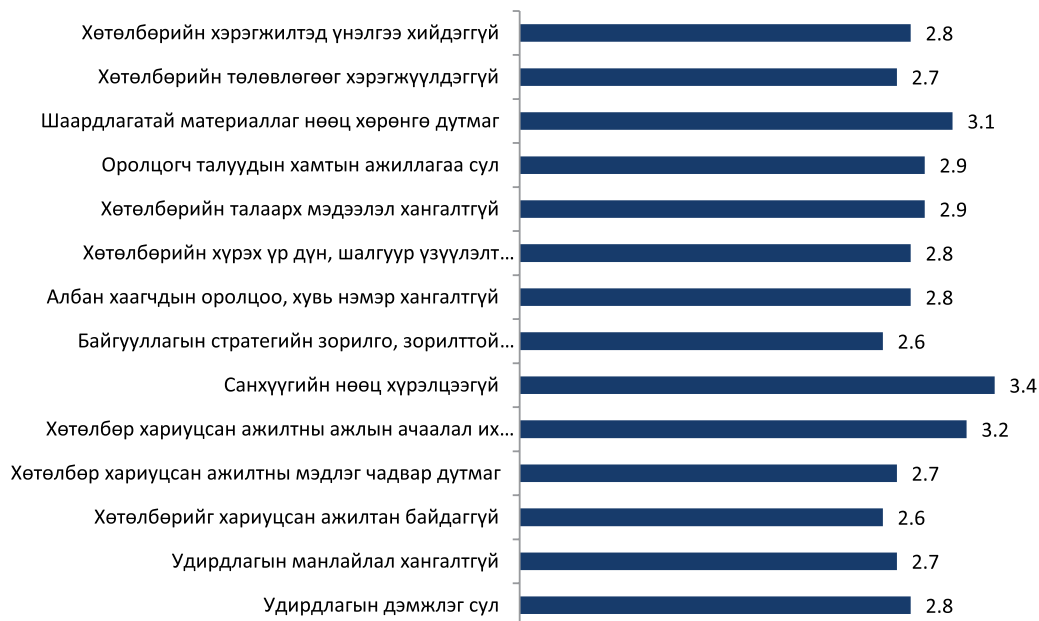 Хөтөлбөрийн хэрэгжилтэд үнэлгээ хийдэггүй 2.8
Хөтөлбөрийн төлөвлөгөөг хэрэгжүүлдэггүй 2.7
Шаардлагатай материаллаг нөөц хөрөнгө дутмаг 3.1
Оролцогч талуудын хамтын ажиллагаа сул 2.9
Хөтөлбөрийн талаарх мэдээлэл хангалтгүй 2.9
Хөтөлбөрийн хүрэх үр дүн, шалгуур үзүүлэлт… 2.8
Албан хаагчдын оролцоо, хувь нэмэр хангалтгүй 2.8
Байгууллагын стратегийн зорилго, зорилттой… 2.6
Санхүүгийн нөөц хүрэлцээгүй 3.4
Хөтөлбөр хариуцсан ажилтны ажлын ачаалал их… 3.2
Хөтөлбөр хариуцсан ажилтны мэдлэг чадвар дутмаг 2.7
Хөтөлбөрийг хариуцсан ажилтан байдаггүй 2.6
Удирдлагын манлайлал хангалтгүй 2.7
Удирдлагын дэмжлэг сул 2.8